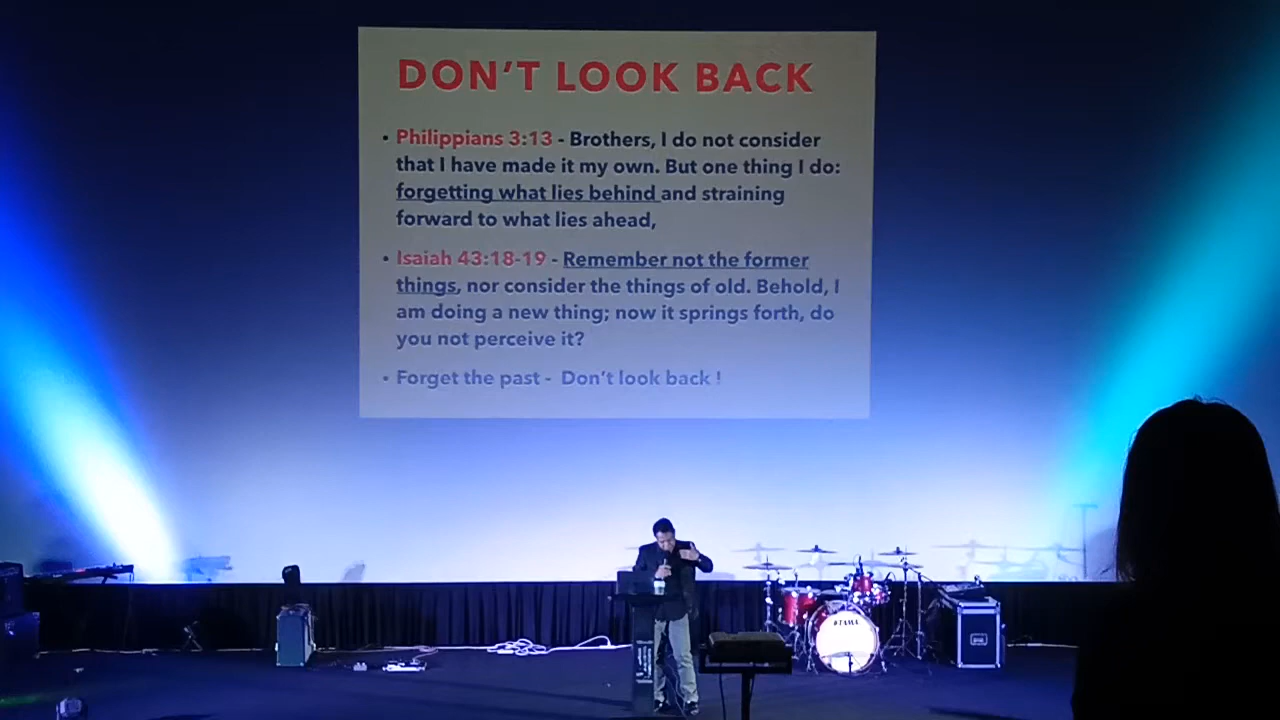 DON'T LOOK BACK
• Philippians 3:13 - Brothers, I do not consider
that I have made it my own. But one thing I do:
forgetting what lies behind and straining
forward to what lies ahead,
• Isaiah 43:18-19 - Remember not the former
things, nor consider the things of old. Behold, I
am doing a new thing; now it springs forth, do
you not perceive it?
• Forget the past - Don't look back !
TAMA